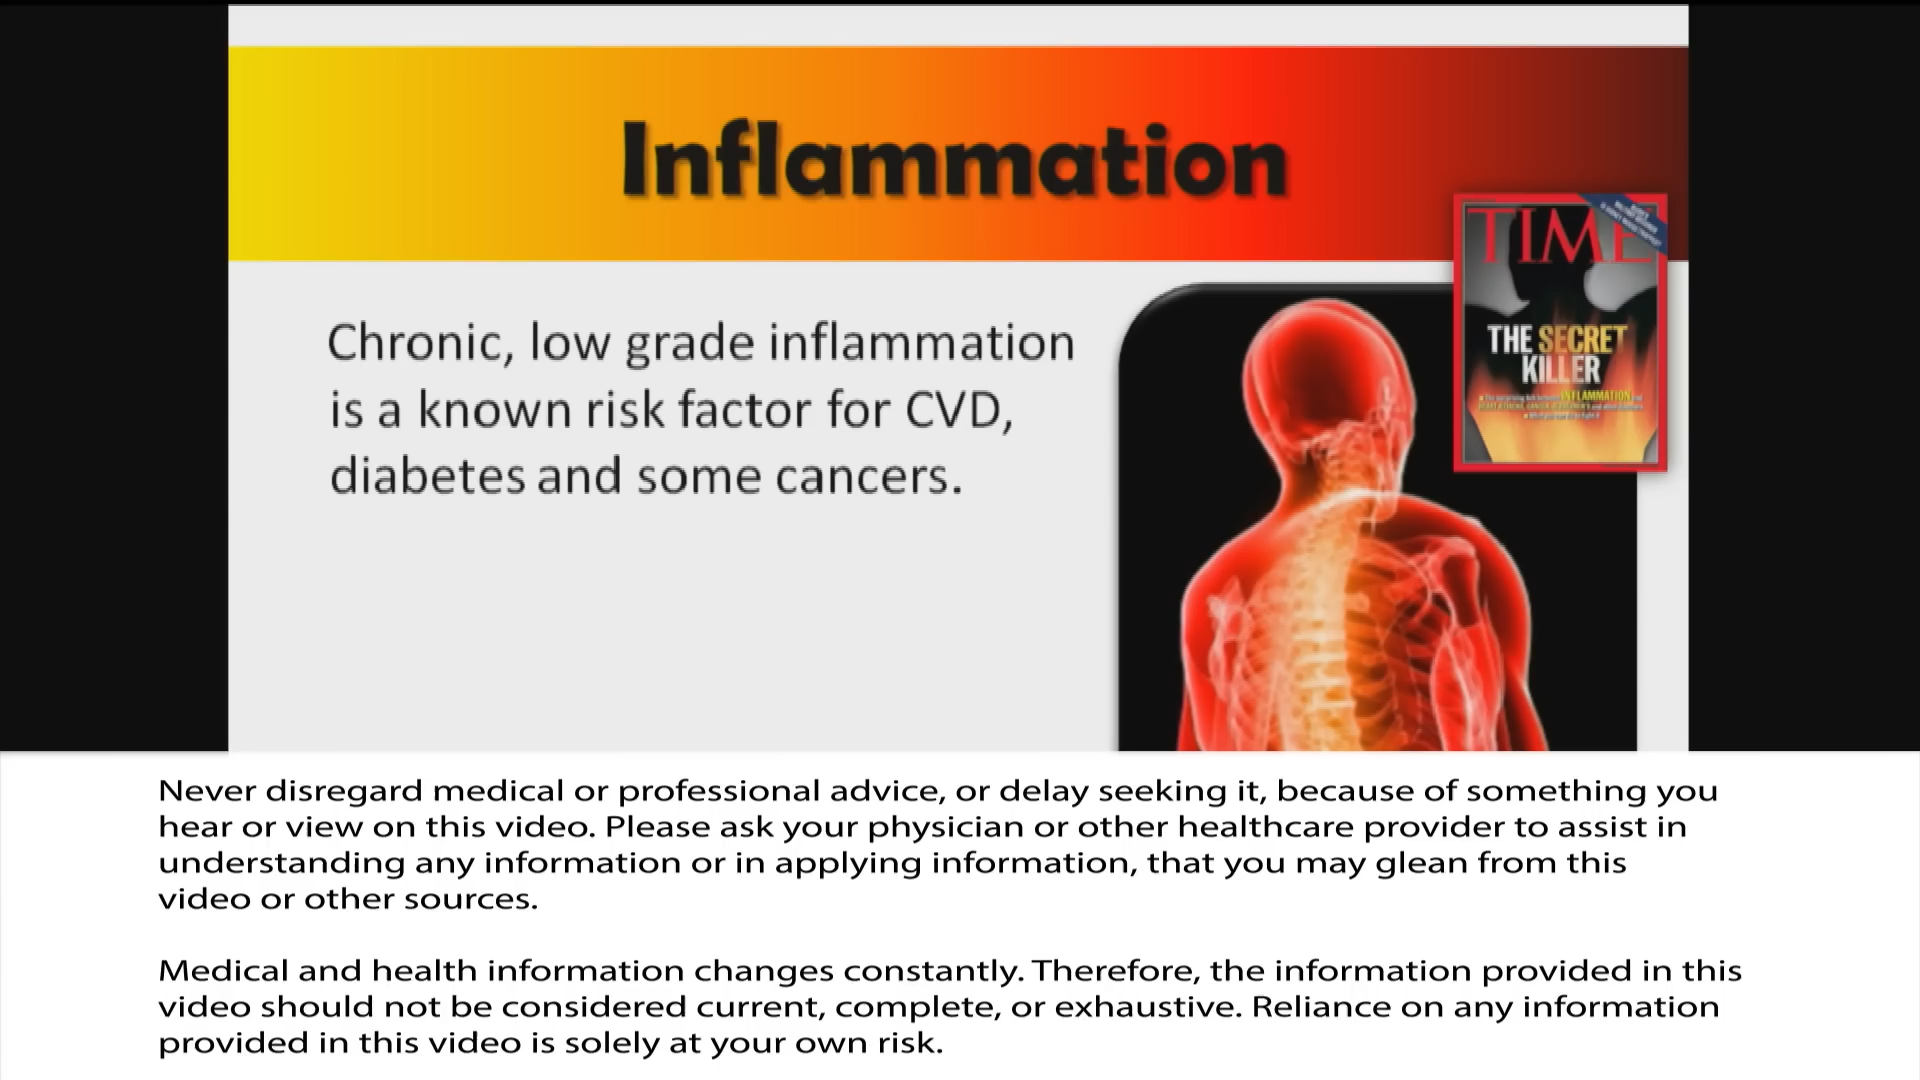 Inflammation
TIME
THE SECRET
KILLER
INFLAMMATION
Chronic, low grade inflammation
is a known risk factor for CVD,
diabetes and some cancers.
Never disregard medical or professional advice, or delay seeking it, because of something you
hear or view on this video. Please ask your physician or other healthcare provider to assist in
understanding any information or in applying information, that you may glean from this
video or other sources.
Medical and health information changes constantly. Therefore, the information provided in this
video should not be considered current, complete, or exhaustive. Reliance on any information
provided in this video is solely at your own risk.